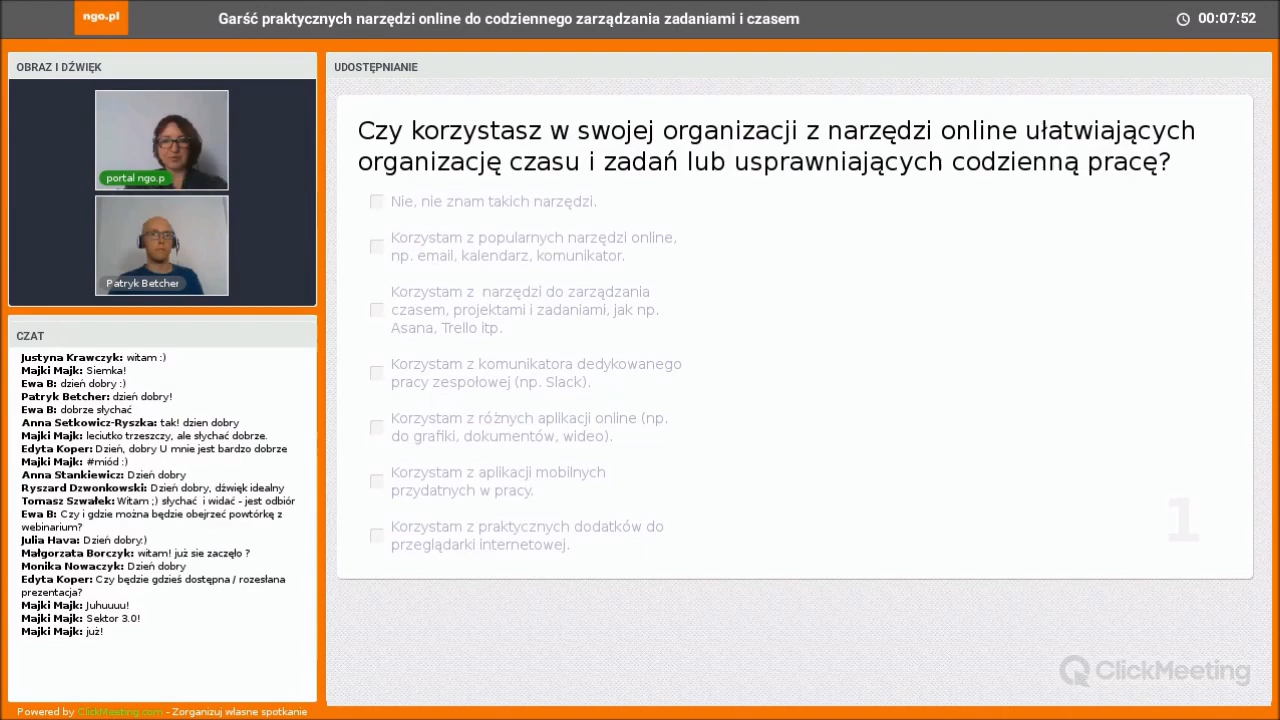 ngo.pl
Garść praktycznych narzędzi online do codziennego zarządzania zadaniami i czasem
00:07:52
OBRAZ I DŹWIĘK
portal ngo.p
Patryk Betcher
CZAT
Justyna Krawczyk: witam :)
Majki Majk: Siemka!
Ewa B: dzień dobry :)
Patryk Betcher: dzień dobry!
Ewa B: dobrze słychać
Anna Setkowicz-Ryszka: tak! dzien dobry
Majki Majk: leciutko trzeszczy, ale słychać dobrze.
Edyta Koper: Dzień, dobry U mnie jest bardzo dobrze
Majki Majk: #miód :)
Anna Stankiewicz: Dzień dobry
Ryszard Dzwonkowski: Dzień dobry, dźwięk idealny
Tomasz Szwałek: Witam ;) słychać i widać - jest odbiór
Ewa B: Czy i gdzie można będzie obejrzeć powtórkę z
webinarium?
Julia Hava: Dzień dobry:)
Małgorzata Borczyk: witam! już sie zaczęło ?
Monika Nowaczyk: Dzień dobry
Edyta Koper: Czy będzie gdzieś dostępna / rozesłana
prezentacja?
Majki Majk: Juhuuuu!
Majki Majk: Sektor 3.0!
Majki Majk: już!
Powered by ClickMeeting.com - Zorganizuj własne spotkanie
UDOSTĘPNIANIE
Czy korzystasz w swojej organizacji z narzędzi online ułatwiających
organizację czasu i zadań lub usprawniających codzienną pracę?
Nie, nie znam takich narzędzi.
Korzystam z popularnych narzędzi online,
np. email, kalendarz, komunikator.
Korzystam z narzędzi do zarządzania
czasem, projektami i zadaniami, jak np.
Asana, Trello itp.
Korzystam z komunikatora dedykowanego
pracy zespołowej (np. Slack).
Korzystam z różnych aplikacji online (np.
do grafiki, dokumentów, wideo).
Korzystam z aplikacji mobilnych
przydatnych w pracy.
Korzystam z praktycznych dodatków do
przeglądarki internetowej.
1
ClickMeeting